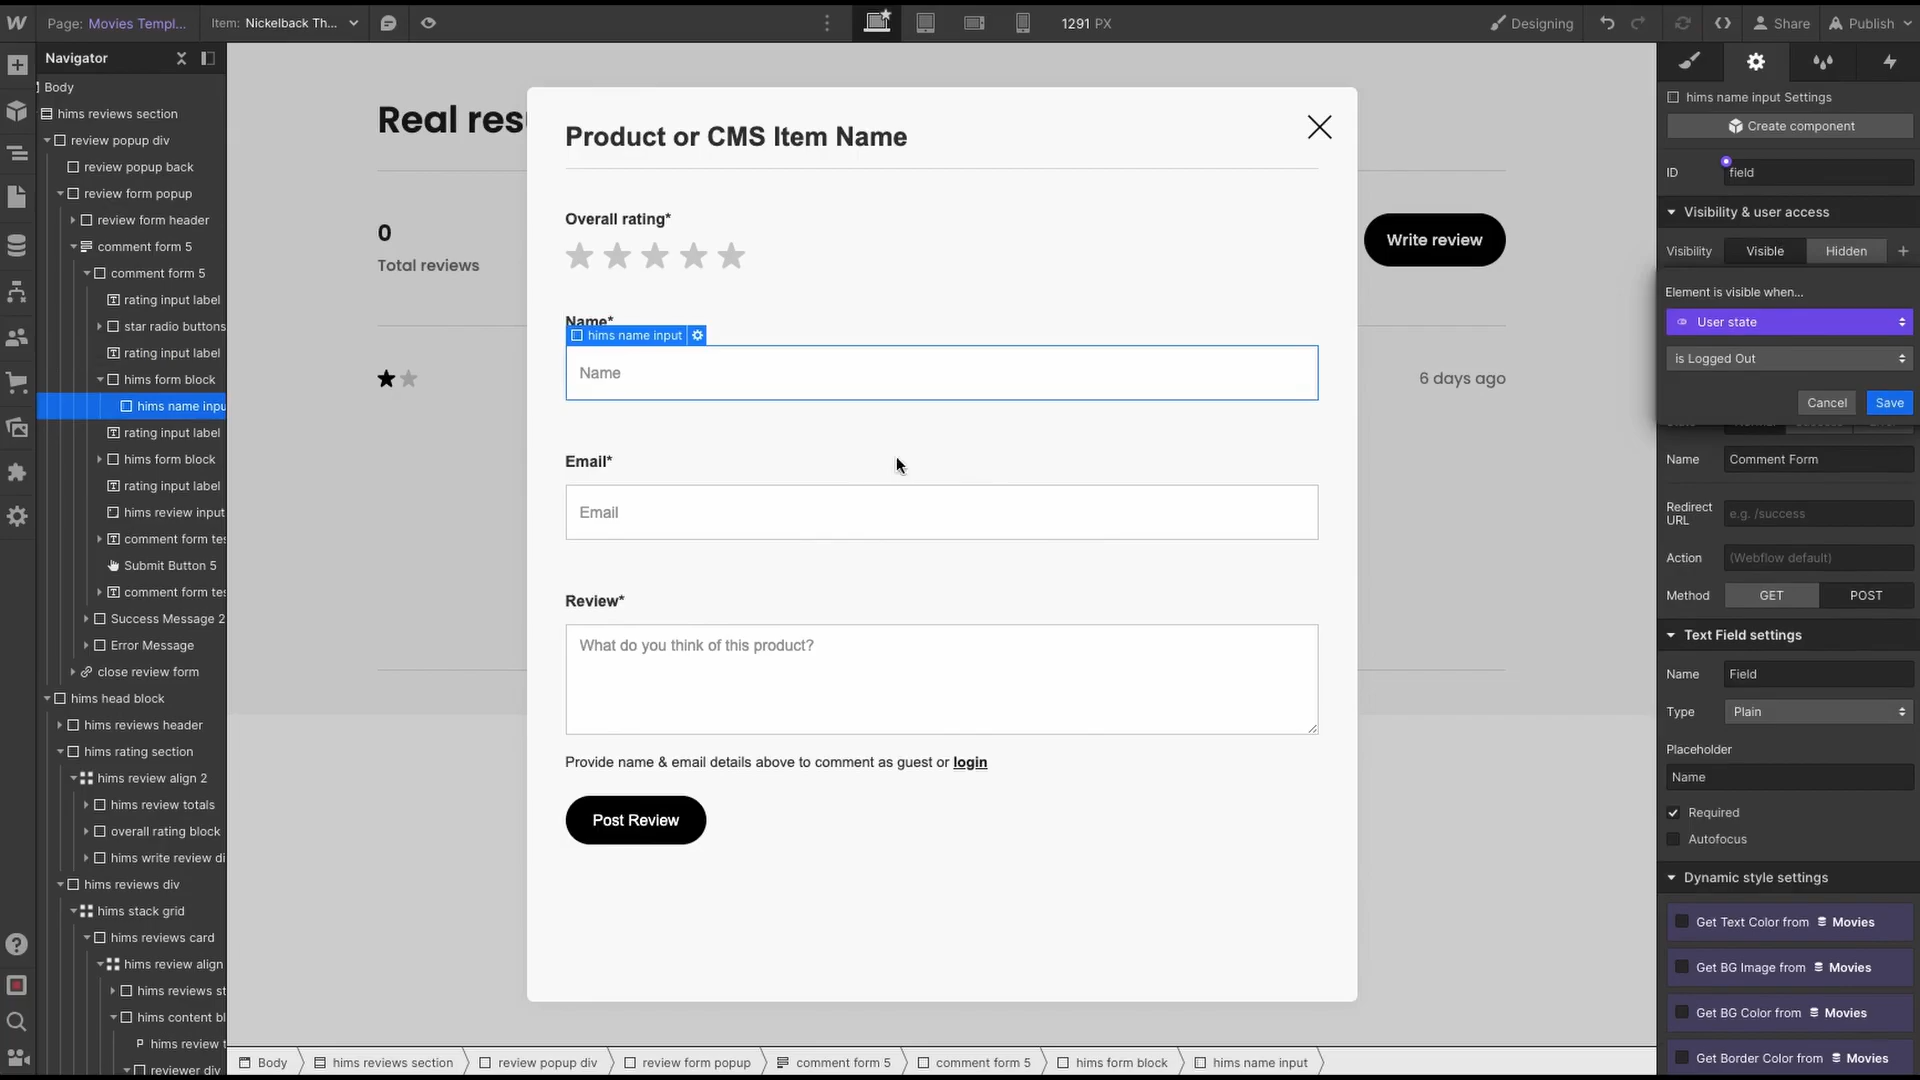 Page: Movies Templ...
Item: Nickelback Th...
1291 PX
Designing
Share
Publish
Navigator
Body
hims reviews section
review popup div
review popup back
review form popup
review form header
comment form 5
comment form 5
rating input label
star radio buttons
rating input label
hims form block
hims name inpu
rating input label
hims form block
rating input label
hims review input
comment form tes
Submit Button 5
comment form tes
Success Message 2
Error Message
close review form
hims head block
hims reviews header
hims rating section
hims review align 2
hims review totals
overall rating block
hims write review di
hims reviews div
hims stack grid
hims reviews card
hims review align
hims reviews st
hims content bl
hims review t
reviewer div
Real resu
0
Total reviews
Write review
6 days ago
Product or CMS Item Name
Overall rating*
Name*
hims name input
Name
Email*
Email
Review*
What do you think of this product?
Provide name & email details above to comment as guest or login
Post Review
Body
hims reviews section
review popup div
review form popup
comment form 5
comment form 5
hims form block
hims name input
hims name input Settings
Create component
ID
field
Visibility & user access
Visibility
Visible
Hidden
Element is visible when...
User state
is Logged Out
Cancel
Save
Name
Comment Form
Redirect
URL
e.g. /success
Action
(Webflow default)
Method
GET
POST
Text Field settings
Name
Field
Type
Plain
Placeholder
Name
Required
Autofocus
Dynamic style settings
Get Text Color from Movies
Get BG Image from Movies
Get BG Color from Movies
Get Border Color from Movies